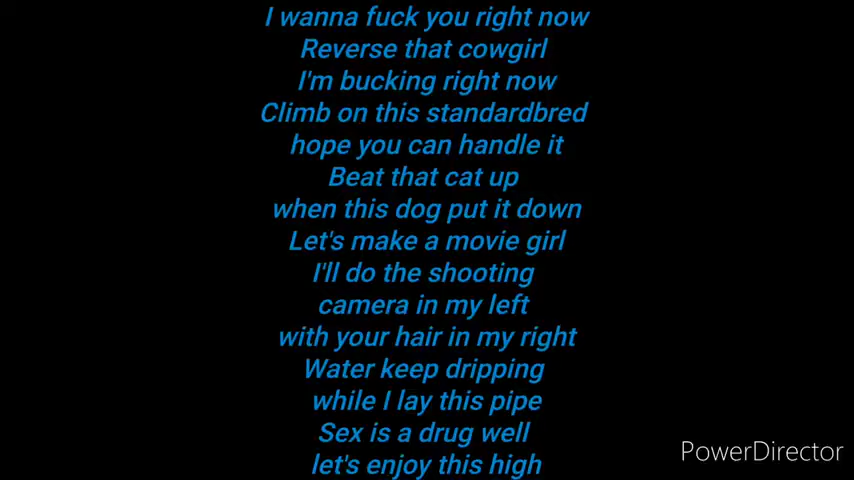 I wanna fuck you right now
Reverse that cowgirl
I'm bucking right now
Climb on this standardbred
hope you can handle it
Beat that cat up
when this dog put it down
Let's make a movie girl
I'll do the shooting
camera in my left
with your hair in my right
Water keep dripping
while I lay this pipe
Sex is a drug well
let's enjoy this high
PowerDirector